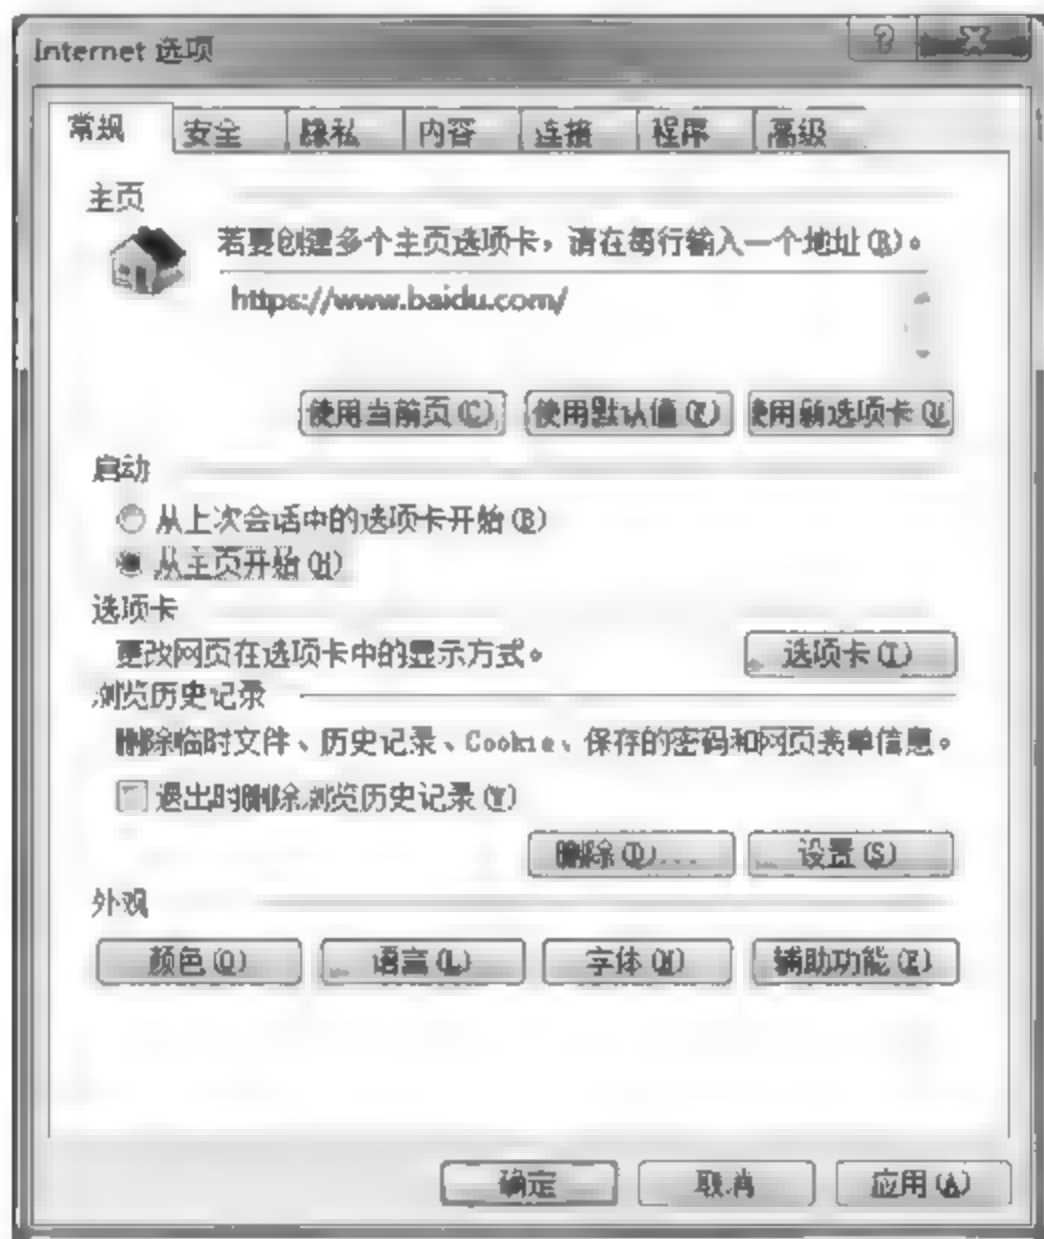 Internet 选项
常规 安全 隐私 内容 连接 程序 高级
主页
若要创建多个主页选项卡，请在每行输入一个地址(R)。
https://www.baidu.com/
使用当前页(C) 使用默认值(F) 使用新选项卡(U)
启动
从上次会话中的选项卡开始(B)
从主页开始(H)
选项卡
更改网页在选项卡中的显示方式。 选项卡(T)
浏览历史记录
删除临时文件、历史记录、Cookie、保存的密码和网页表单信息。
退出时删除浏览历史记录(W)
删除(D)... 设置(S)
外观
颜色(O) 语言(L) 字体(N) 辅助功能(E)
确定 取消 应用(A)